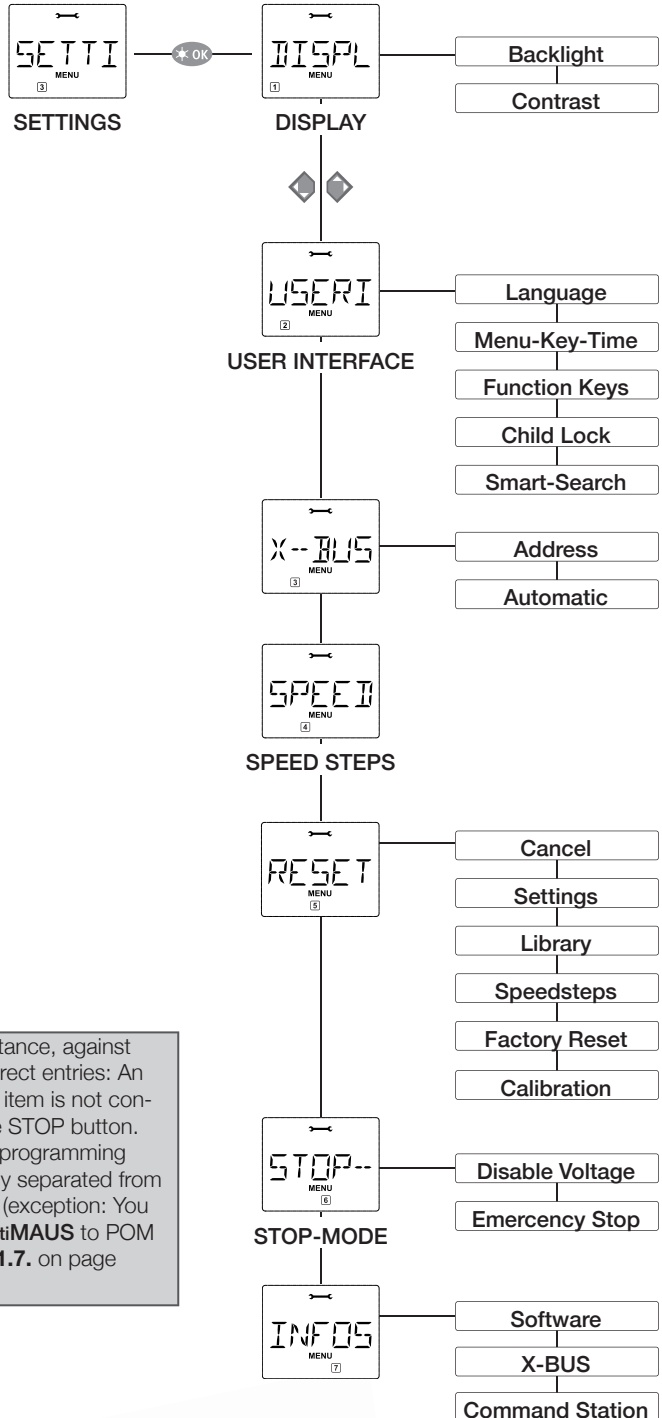 SETTI
MENU
3
SETTINGS
OK
DISPL
MENU
1
DISPLAY
Backlight
Contrast
USERI
MENU
2
USER INTERFACE
Language
Menu-Key-Time
Function Keys
Child Lock
Smart-Search
X--BUS
MENU
3
Address
Automatic
SPEED
MENU
4
SPEED STEPS
RESET
MENU
5
Cancel
Settings
Library
Speedsteps
Factory Reset
Calibration
tance, against
rect entries: An
item is not con-
e STOP button.
programming
y separated from
(exception: You
tiMAUS to POM
1.7. on page
STOP--
MENU
6
STOP-MODE
Disable Voltage
Emercency Stop
INFOS
MENU
7
Software
X-BUS
Command Station